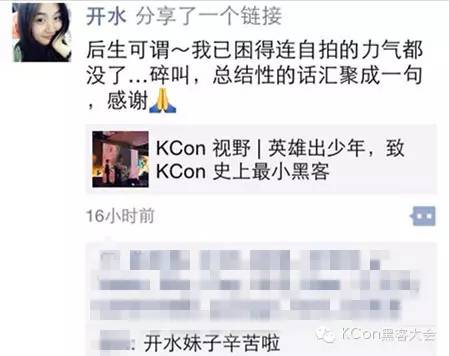 开水 分享了一个链接
后生可谓～我已困得连自拍的力气都
没了...碎叫，总结性的话汇聚成一句
，感谢🙏
KCon 视野 | 英雄出少年，致
KCon 史上最小黑客
16小时前
: 开水妹子辛苦啦
KCon黑客大会